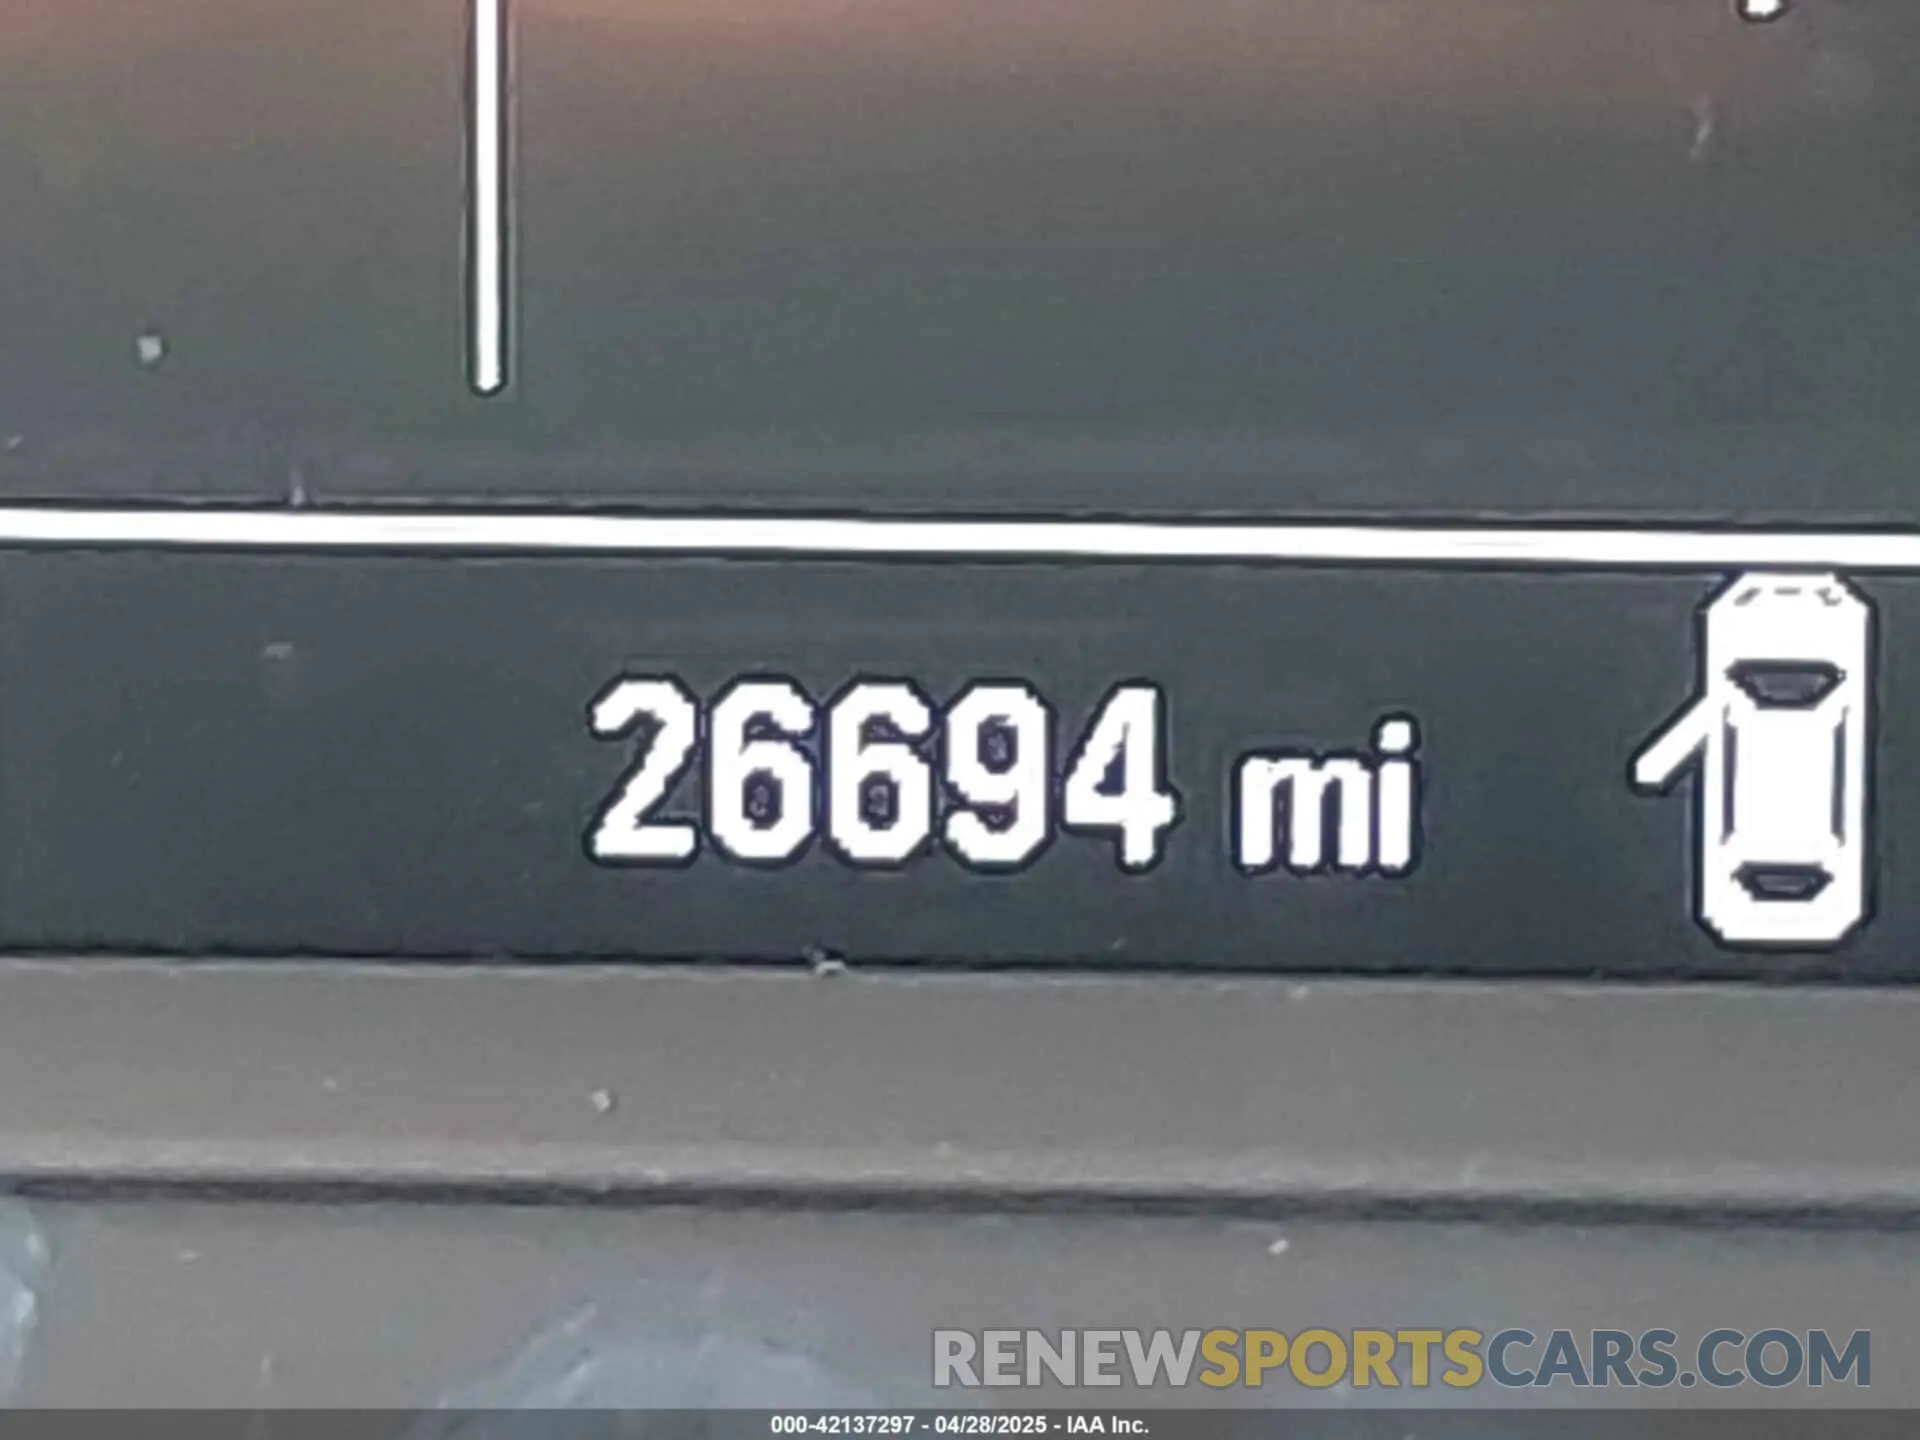 26694 mi
RENEWSPORTSCARS.COM
000-42137297 - 04/28/2025 - IAA Inc.